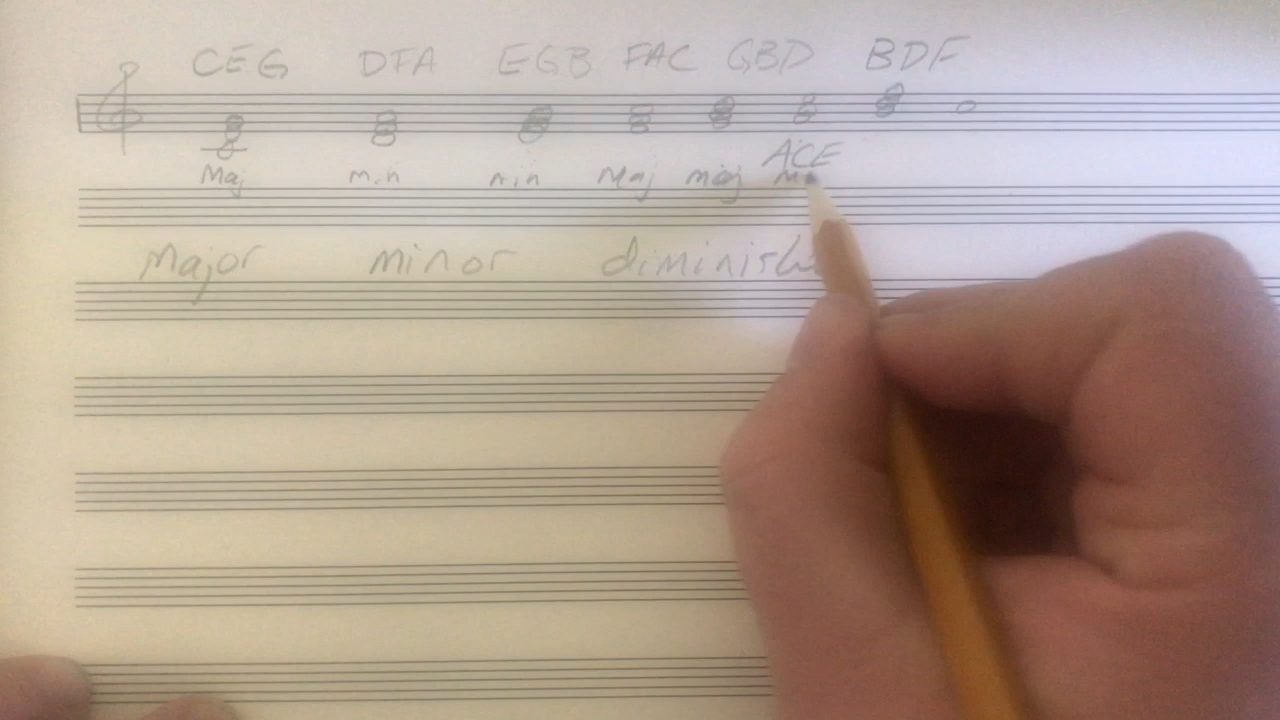 CEG DFA EGB FAC GBD BDF
ACE
Maj min min Maj maj
Major minor